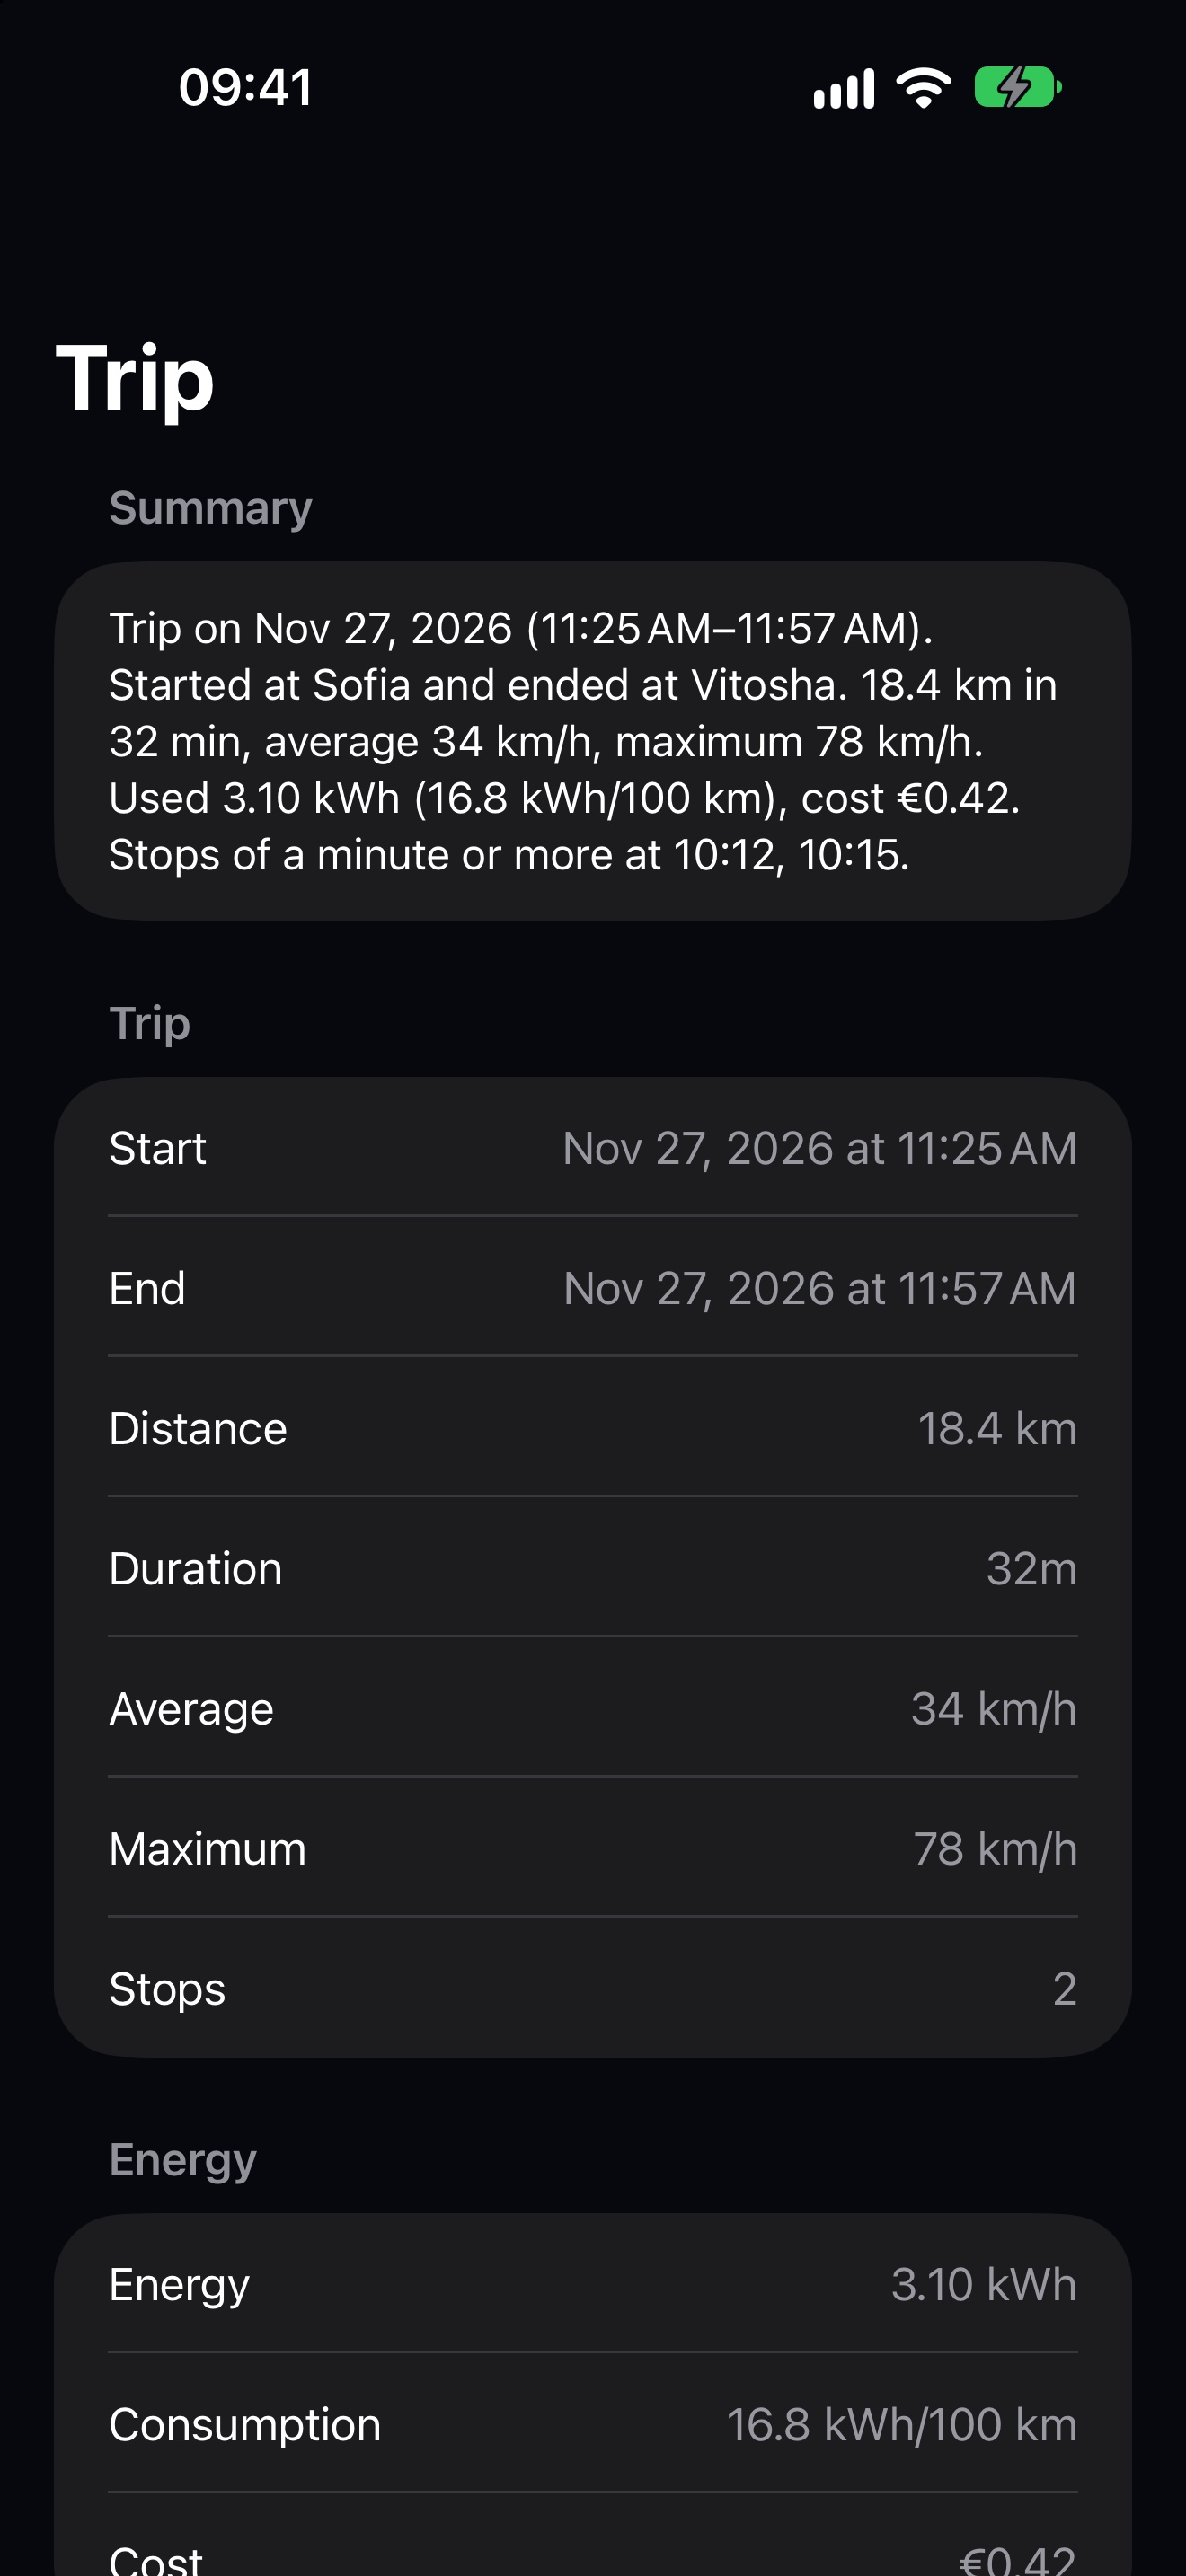 09:41
Trip
Summary
Trip on Nov 27, 2026 (11:25 AM–11:57 AM).
Started at Sofia and ended at Vitosha. 18.4 km in
32 min, average 34 km/h, maximum 78 km/h.
Used 3.10 kWh (16.8 kWh/100 km), cost €0.42.
Stops of a minute or more at 10:12, 10:15.
Trip
Start Nov 27, 2026 at 11:25 AM
End Nov 27, 2026 at 11:57 AM
Distance 18.4 km
Duration 32m
Average 34 km/h
Maximum 78 km/h
Stops 2
Energy
Energy 3.10 kWh
Consumption 16.8 kWh/100 km
Cost €0.42